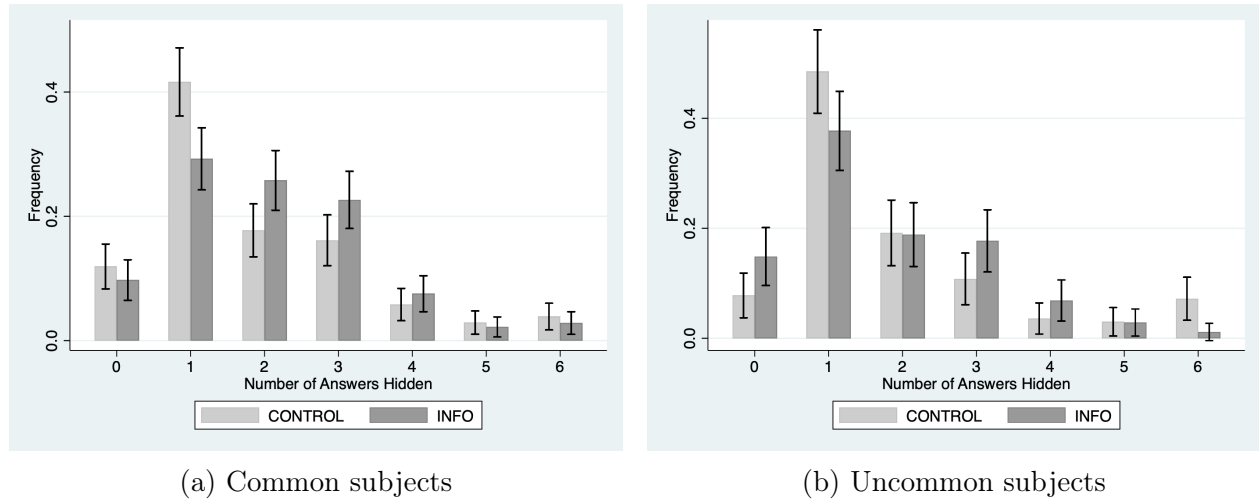 Frequency
0.4
0.2
0.0
0 1 2 3 4 5 6
Number of Answers Hidden
CONTROL INFO
(a) Common subjects
Frequency
0.4
0.2
0.0
0 1 2 3 4 5 6
Number of Answers Hidden
CONTROL INFO
(b) Uncommon subjects